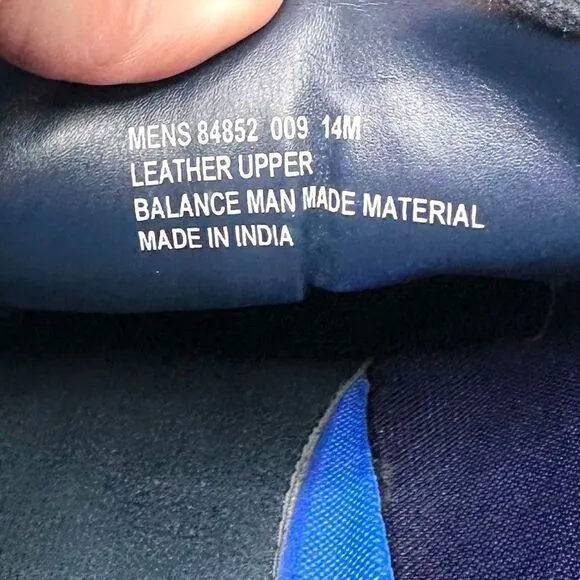 MENS 84852 009 14M
LEATHER UPPER
BALANCE MAN MADE MATERIAL
MADE IN INDIA